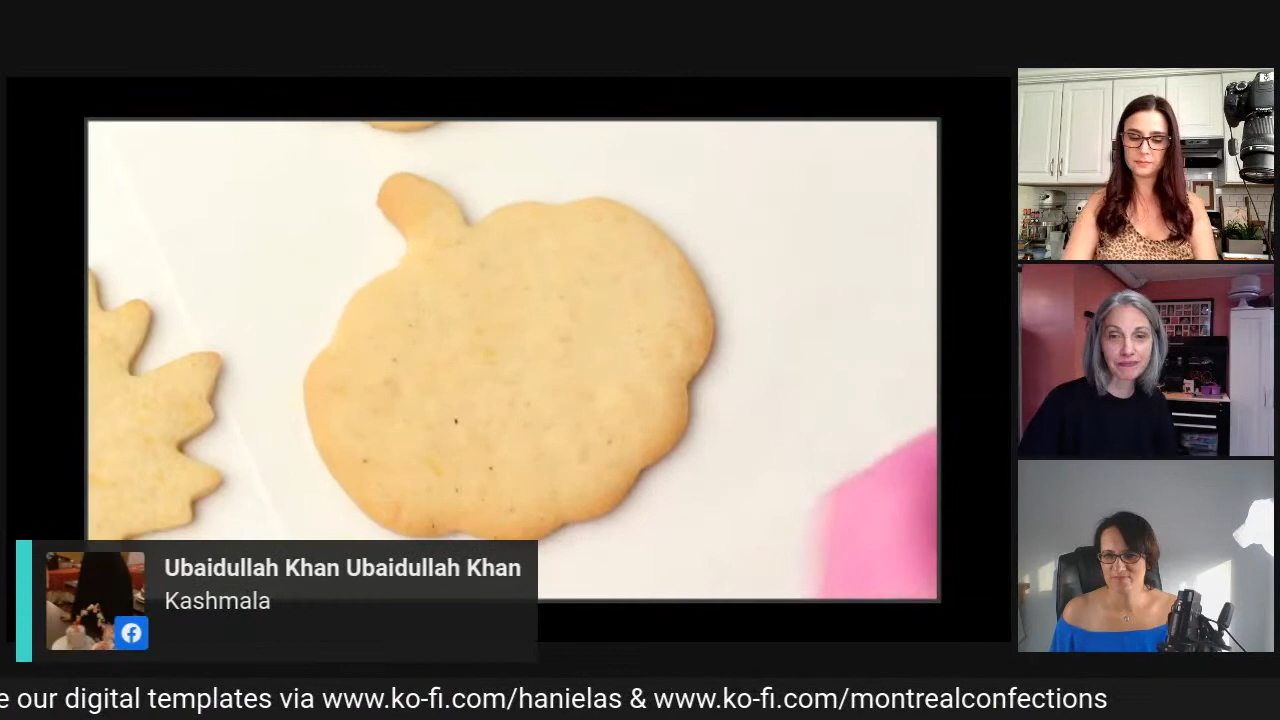 Ubaidullah Khan Ubaidullah Khan
Kashmala
e our digital templates via www.ko-fi.com/hanielas & www.ko-fi.com/montrealconfections